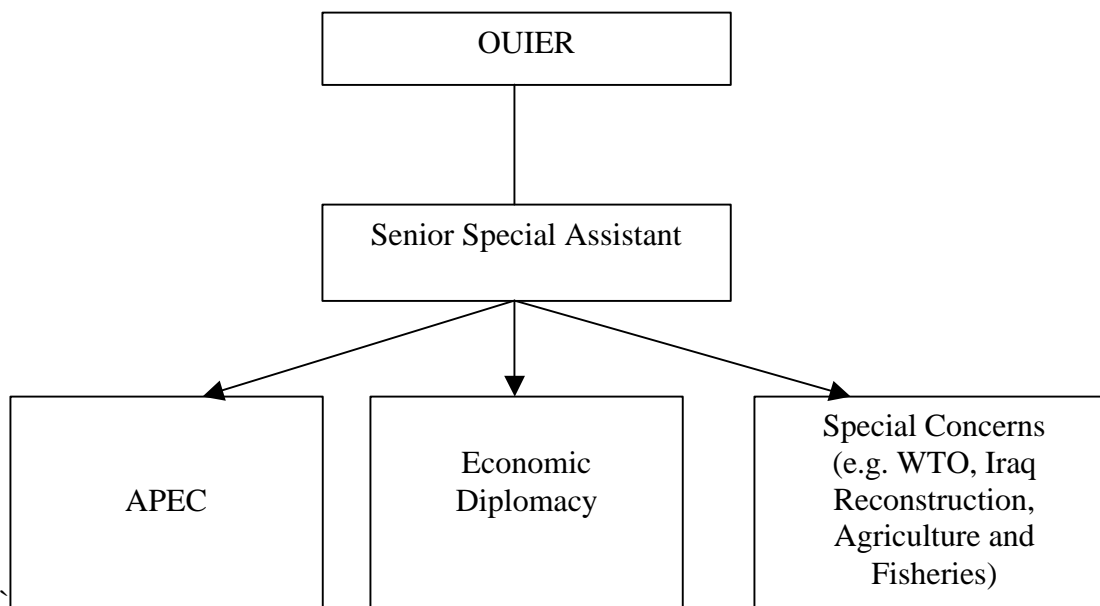 OUIER
Senior Special Assistant
APEC
Economic
Diplomacy
Special Concerns
(e.g. WTO, Iraq
Reconstruction,
Agriculture and
Fisheries)
`